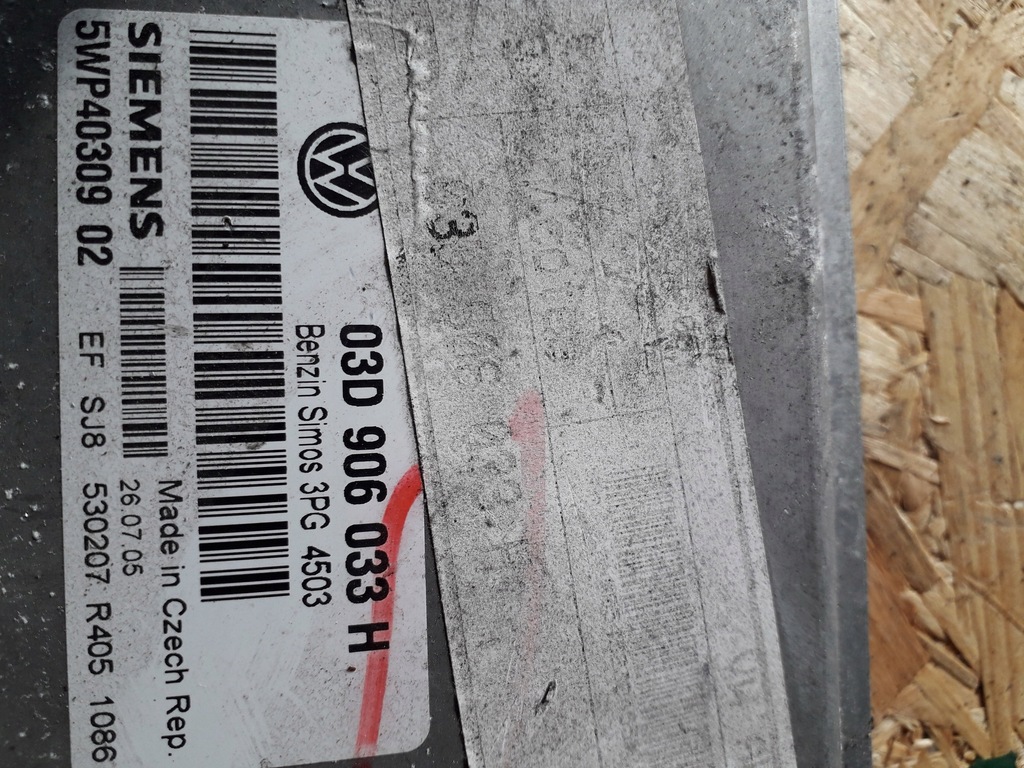 03D 906 033 H
Benzin Simos 3PG 4503
Made in Czech Rep.
SIEMENS
26.07.05
5WP40309 02 EF SJ8 530207 R405 1086
3